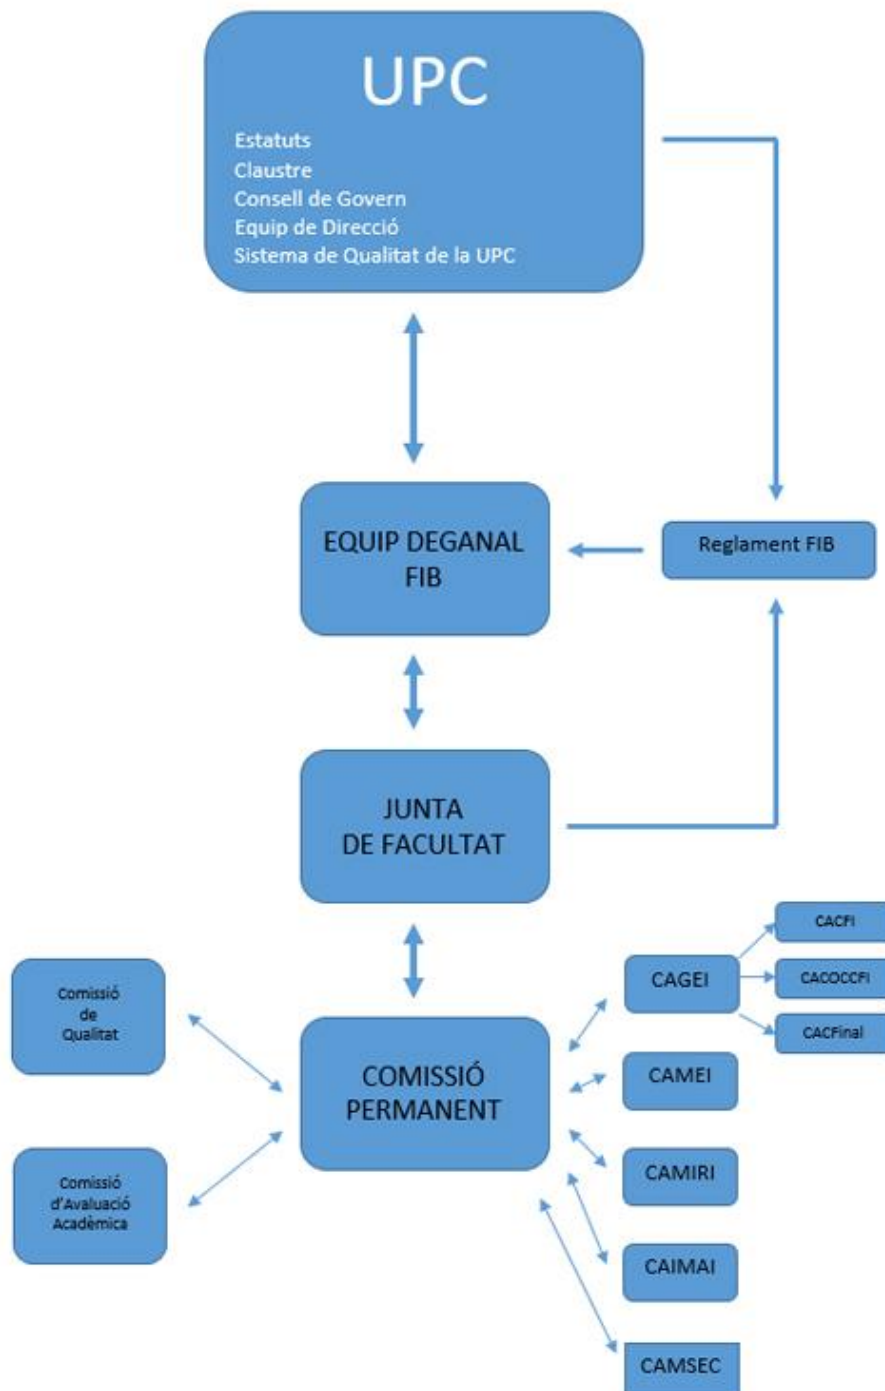 UPC
Estatuts
Claustre
Consell de Govern
Equip de Direcció
Sistema de Qualitat de la UPC
EQUIP DEGANAL
FIB
Reglament FIB
JUNTA
DE FACULTAT
Comissió
de
Qualitat
Comissió
d'Avaluació
Acadèmica
COMISSIÓ
PERMANENT
CAGEI
CACFI
CACOCCFI
CACFinal
CAMEI
CAMIRI
CAIMAI
CAMSEC